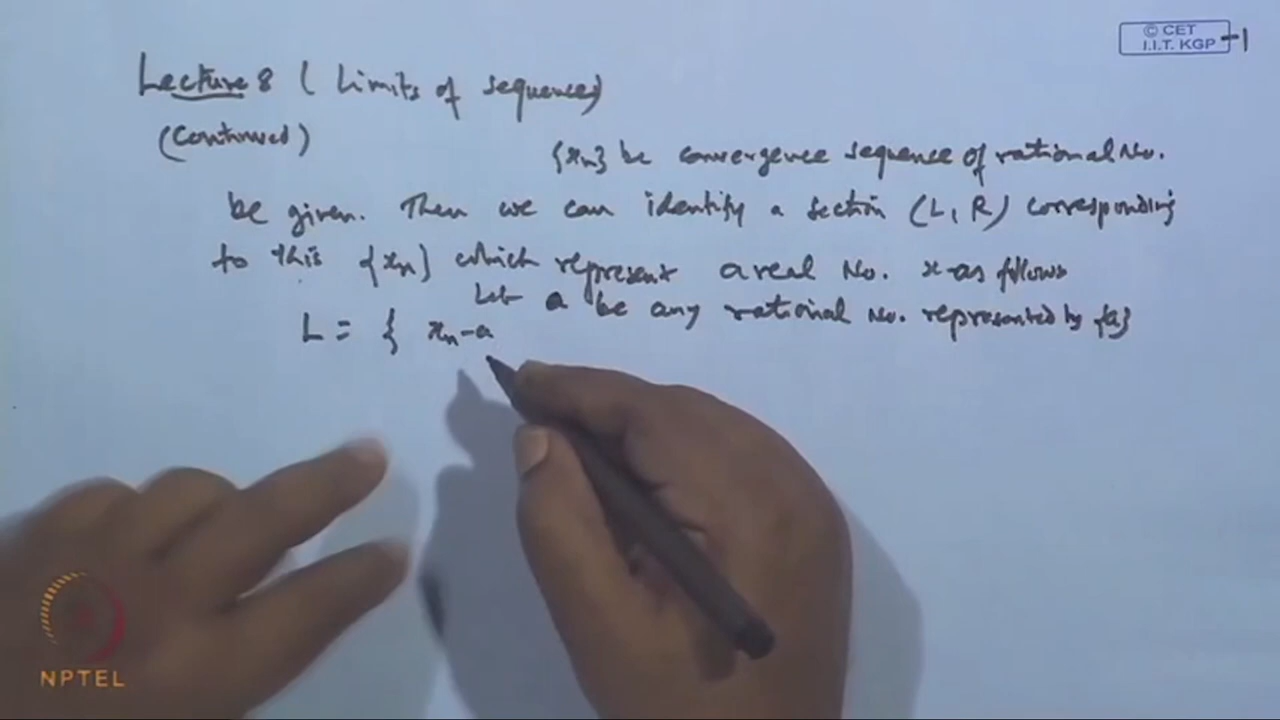 © CET
I.I.T. KGP -1
Lecture 8 ( Limits of sequences)
(Continued)
{xn} be convergence sequence of rational No.
be given. Then we can identify a section (L, R) corresponding
to this {xn} which represent a real No. x as follows
Let a be any rational No. represented by {a}
L = { xn-a
NPTEL